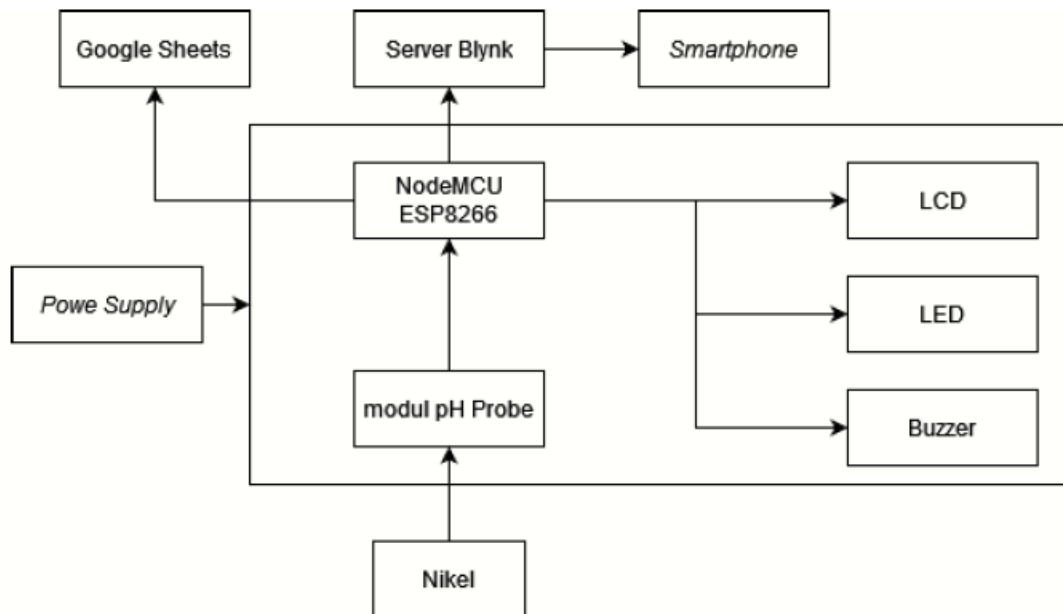 Google Sheets
Server Blynk
Smartphone
NodeMCU
ESP8266
LCD
Powe Supply
LED
modul pH Probe
Buzzer
Nikel